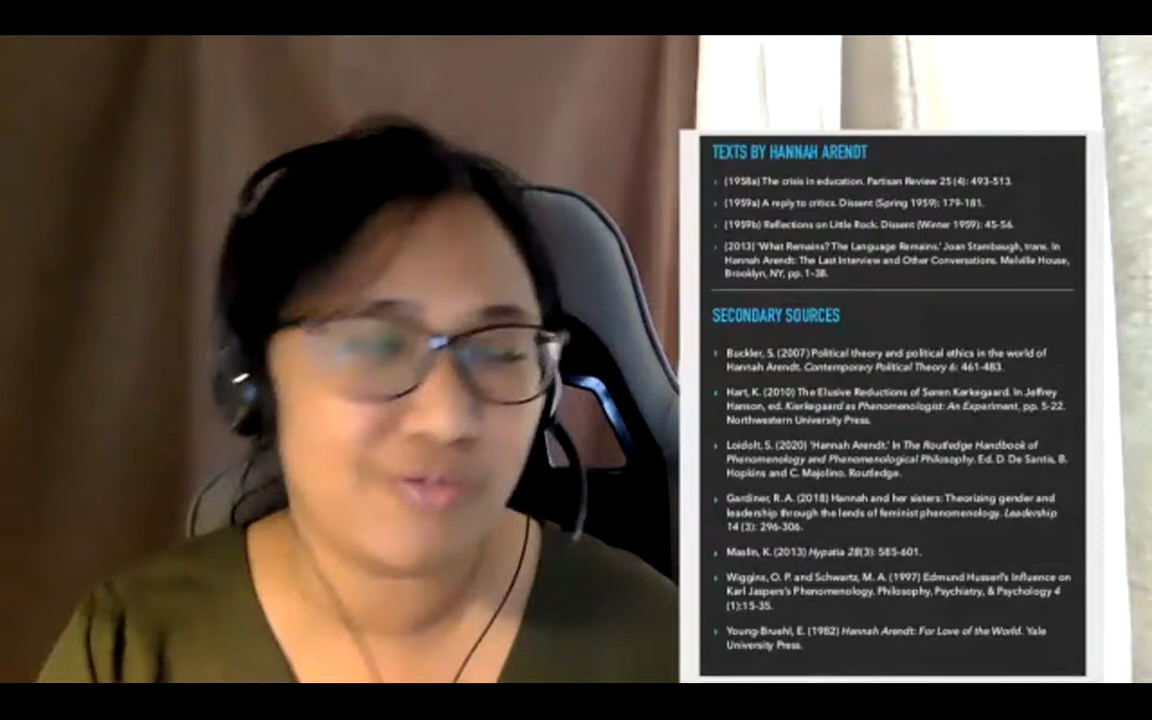 TEXTS BY HANNAH ARENDT
(1958a) The crisis in education. Partisan Review 25 (4): 493-513.
(1959a) A reply to critics. Dissent (Spring 1959): 179-181.
(1959b) Reflections on Little Rock. Dissent (Winter 1959): 45-56.
(2013) 'What Remains? The Language Remains.' Joan Stambaugh, trans. In
Hannah Arendt: The Last Interview and Other Conversations. Melville House,
Brooklyn, NY, pp. 1-38.
SECONDARY SOURCES
Buckler, S. (2007) Political theory and political ethics in the world of
Hannah Arendt. Contemporary Political Theory 6: 461-483.
Hart, K. (2010) The Elusive Reductions of Søren Kerkegaard. In Jeffrey
Hanson, ed. Kierkegaard as Phenomenologist: An Experiment, pp. 5-22.
Northwestern University Press.
Loidolt, S. (2020) 'Hannah Arendt.' In The Routledge Handbook of
Phenomenology and Phenomenological Philosophy. Ed. D. De Santis, B.
Hopkins and C. Majolino. Routledge.
Gardiner, R. A. (2018) Hannah and her sisters: Theorizing gender and
leadership through the lends of feminist phenomenology. Leadership
14 (3): 296-306.
Maslin, K. (2013) Hypatia 28(3): 585-601.
Wiggins, O. P. and Schwartz, M. A. (1997) Edmund Husserl's Influence on
Karl Jaspers's Phenomenology. Philosophy, Psychiatry, & Psychology 4
(1):15-35.
Young-Bruehl, E. (1982) Hannah Arendt: For Love of the World. Yale
University Press.